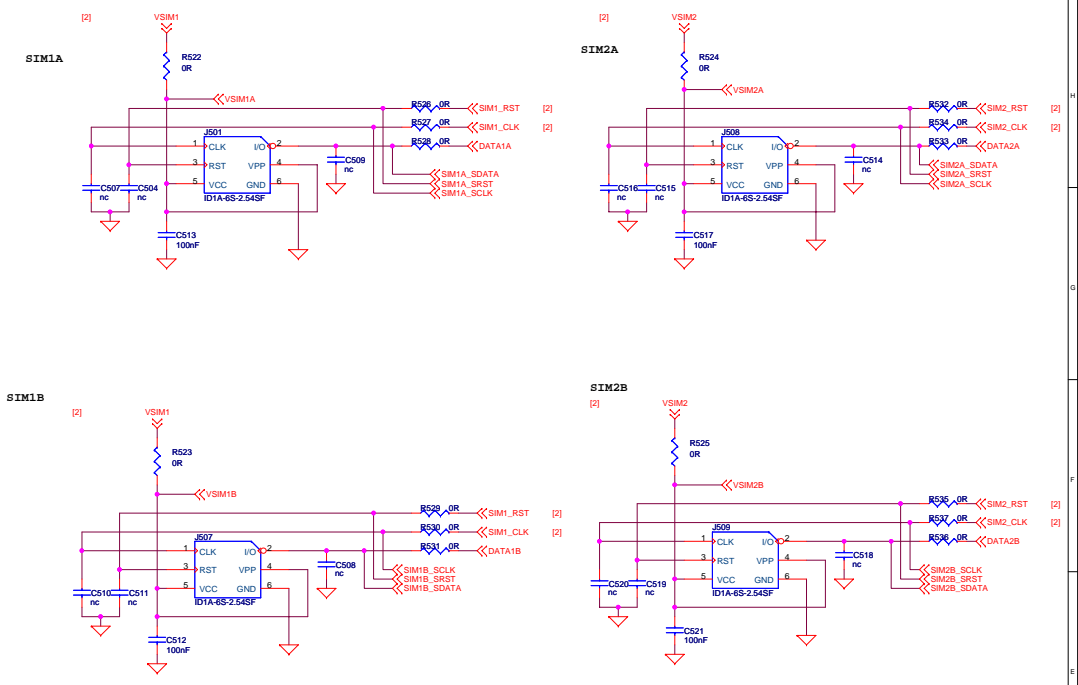 [2]
VSIM1
SIM1A
R522
0R
VSIM1A
R526 0R
SIM1_RST
[2]
R527 0R
SIM1_CLK
[2]
R528 0R
DATA1A
J501
1 CLK I/O 2
3 RST VPP 4
5 VCC GND 6
ID1A-6S-2.54SF
C509
nc
SIM1A_SDATA
SIM1A_SRST
SIM1A_SCLK
C507
nc
C504
nc
C513
100nF
[2]
VSIM2
SIM2A
R524
0R
VSIM2A
R532 0R
SIM2_RST
[2]
R534 0R
SIM2_CLK
[2]
R533 0R
DATA2A
J508
1 CLK I/O 2
3 RST VPP 4
5 VCC GND 6
ID1A-6S-2.54SF
C514
nc
SIM2A_SDATA
SIM2A_SRST
SIM2A_SCLK
C516
nc
C515
nc
C517
100nF
H
G
SIM1B
[2]
VSIM1
R523
0R
VSIM1B
R529 0R
SIM1_RST
[2]
R530 0R
SIM1_CLK
[2]
R531 0R
DATA1B
J507
1 CLK I/O 2
3 RST VPP 4
5 VCC GND 6
ID1A-6S-2.54SF
C508
nc
SIM1B_SCLK
SIM1B_SRST
SIM1B_SDATA
C510
nc
C511
nc
C512
100nF
SIM2B
[2]
VSIM2
R525
0R
VSIM2B
R535 0R
SIM2_RST
[2]
R537 0R
SIM2_CLK
[2]
R536 0R
DATA2B
J509
1 CLK I/O 2
3 RST VPP 4
5 VCC GND 6
ID1A-6S-2.54SF
C518
nc
SIM2B_SCLK
SIM2B_SRST
SIM2B_SDATA
C520
nc
C519
nc
C521
100nF
F
E